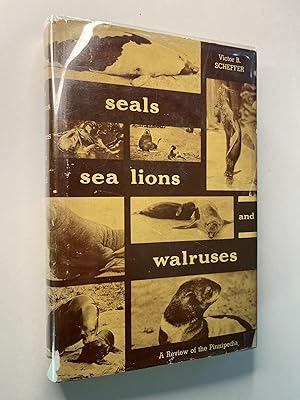 Victor B.
SCHEFFER
seals
sea lions
and
walruses
A Review of the Pinnipedia